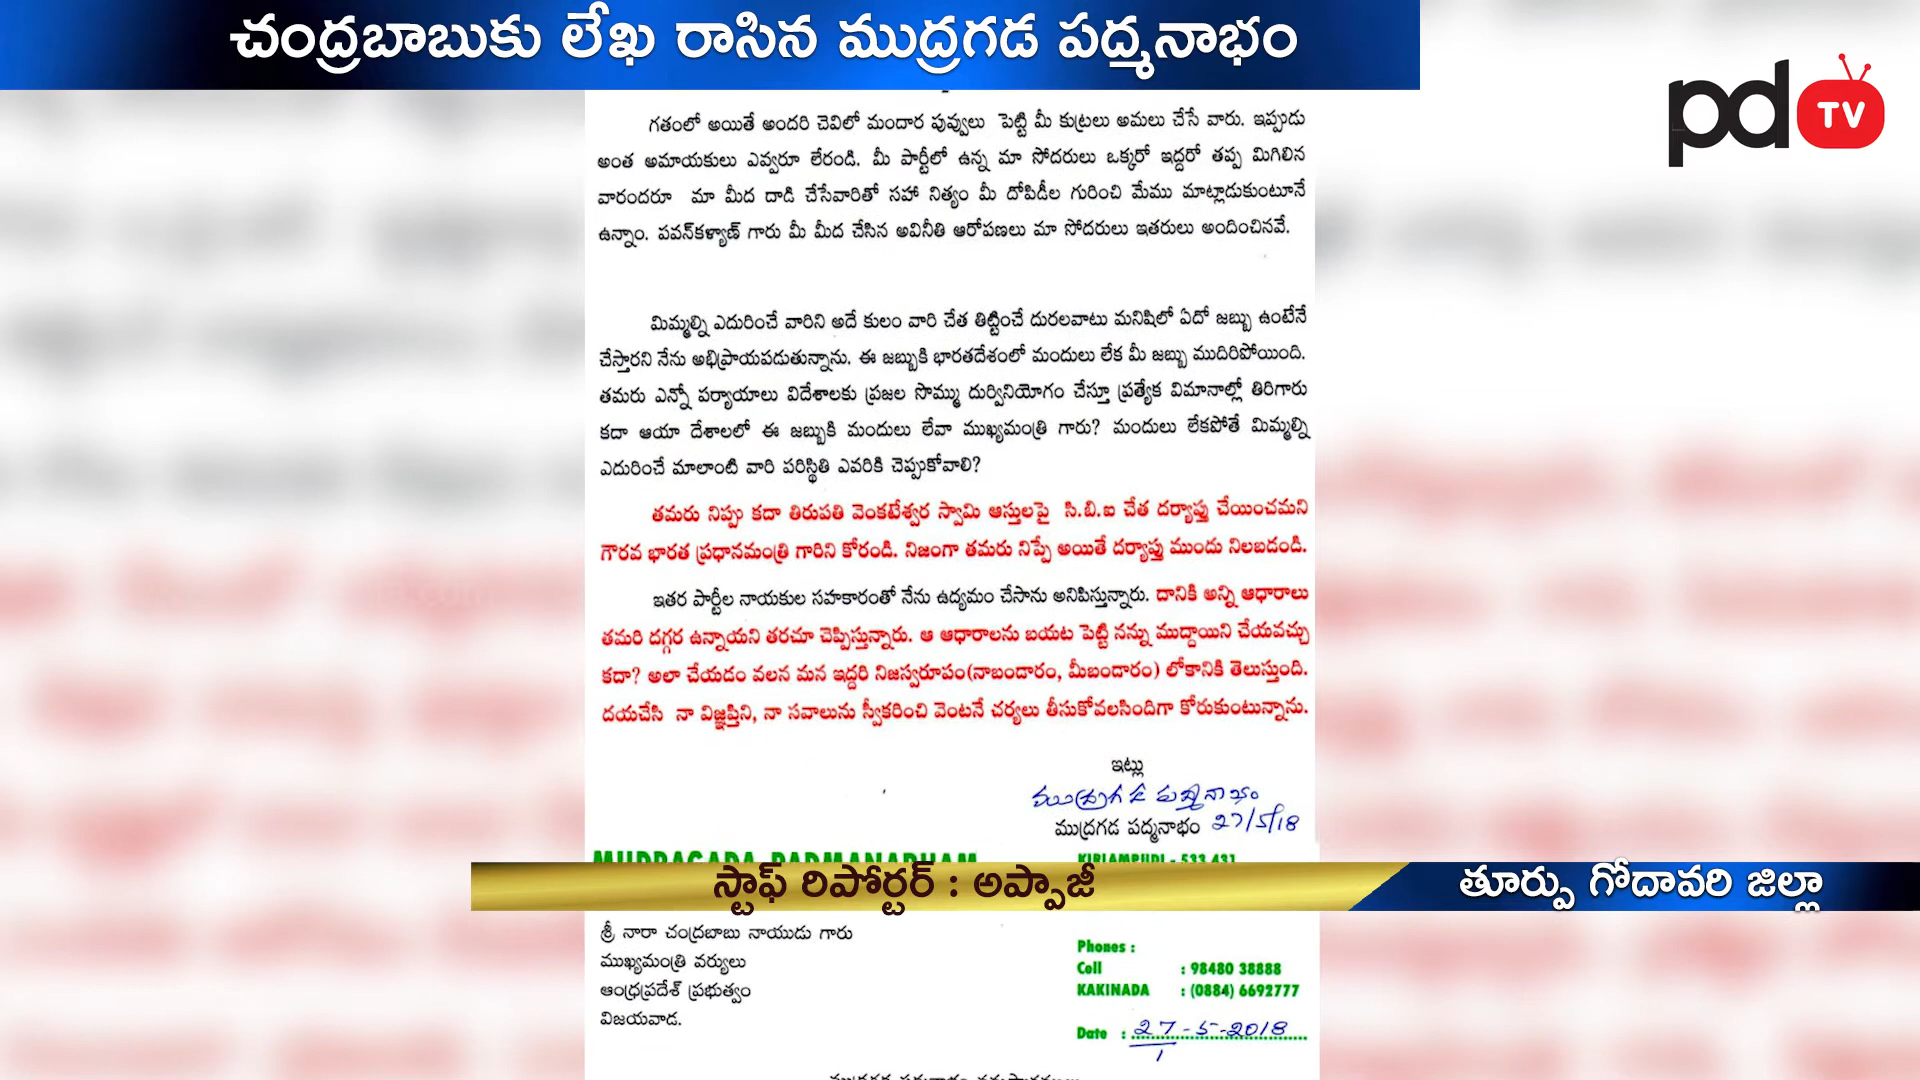 చంద్రబాబుకు లేఖ రాసిన ముద్రగడ పద్మనాభం
pd TV
గతంలో అయితే అందరి చెవిలో మందార పువ్వులు పెట్టి మీ కుట్రలు అమలు చేసే వారు. ఇప్పుడు
అంత అమాయకులు ఎవ్వరూ లేరండి. మీ పార్టీలో ఉన్న మా సోదరులు ఒక్కరో ఇద్దరో తప్ప మిగిలిన
వారందరూ మా మీద దాడి చేసేవారితో సహా నిత్యం మీ దోపిడీల గురించి మేము మాట్లాడుకుంటూనే
ఉన్నాం. పవన్‌కళ్యాణ్ గారు మీ మీద చేసిన అవినీతి ఆరోపణలు మా సోదరులు ఇతరులు అందించినవే.
మిమ్మల్ని ఎదురించే వారిని అదే కులం వారి చేత తిట్టించే దురలవాటు మనిషిలో ఏదో జబ్బు ఉంటేనే
చేస్తారని నేను అభిప్రాయపడుతున్నాను. ఈ జబ్బుకి భారతదేశంలో మందులు లేక మీ జబ్బు ముదిరిపోయింది.
తమరు ఎన్నో పర్యాయాలు విదేశాలకు ప్రజల సొమ్ము దుర్వినియోగం చేస్తూ ప్రత్యేక విమానాల్లో తిరిగారు
కదా ఆయా దేశాలలో ఈ జబ్బుకి మందులు లేవా ముఖ్యమంత్రి గారు? మందులు లేకపోతే మిమ్మల్ని
ఎదురించే మాలాంటి వారి పరిస్థితి ఎవరికి చెప్పుకోవాలి?
తమరు నిప్పు కదా తిరుపతి వెంకటేశ్వర స్వామి ఆస్తులపై సి.బి.ఐ చేత దర్యాప్తు చేయించమని
గౌరవ భారత ప్రధానమంత్రి గారిని కోరండి. నిజంగా తమరు నిప్పే అయితే దర్యాప్తు ముందు నిలబడండి.
ఇతర పార్టీల నాయకుల సహకారంతో నేను ఉద్యమం చేసాను అనిపిస్తున్నారు. దానికి అన్ని ఆధారాలు
తమరి దగ్గర ఉన్నాయని తరచూ చెప్పిస్తున్నారు. ఆ ఆధారాలను బయట పెట్టి నన్ను ముద్దాయిని చేయవచ్చు
కదా? అలా చేయడం వలన మన ఇద్దరి నిజస్వరూపం(నాబండారం, మీబండారం) లోకానికి తెలుస్తుంది.
దయచేసి నా విజ్ఞప్తిని, నా సవాలును స్వీకరించి వెంటనే చర్యలు తీసుకోవలసిందిగా కోరుకుంటున్నాను.
ఇట్లు
ముద్రగడ పద్మనాభం
ముద్రగడ పద్మనాభం 27/5/18
MUDRAGADA PADMANABHAM KIRLAMPUDI - 533 431
స్టాఫ్ రిపోర్టర్ : అప్పాజీ తూర్పు గోదావరి జిల్లా
శ్రీ నారా చంద్రబాబు నాయుడు గారు
ముఖ్యమంత్రి వర్యులు
ఆంధ్రప్రదేశ్ ప్రభుత్వం
విజయవాడ.
Phones :
Cell : 98480 38888
KAKINADA : (0884) 6692777
Date : 27-5-2018